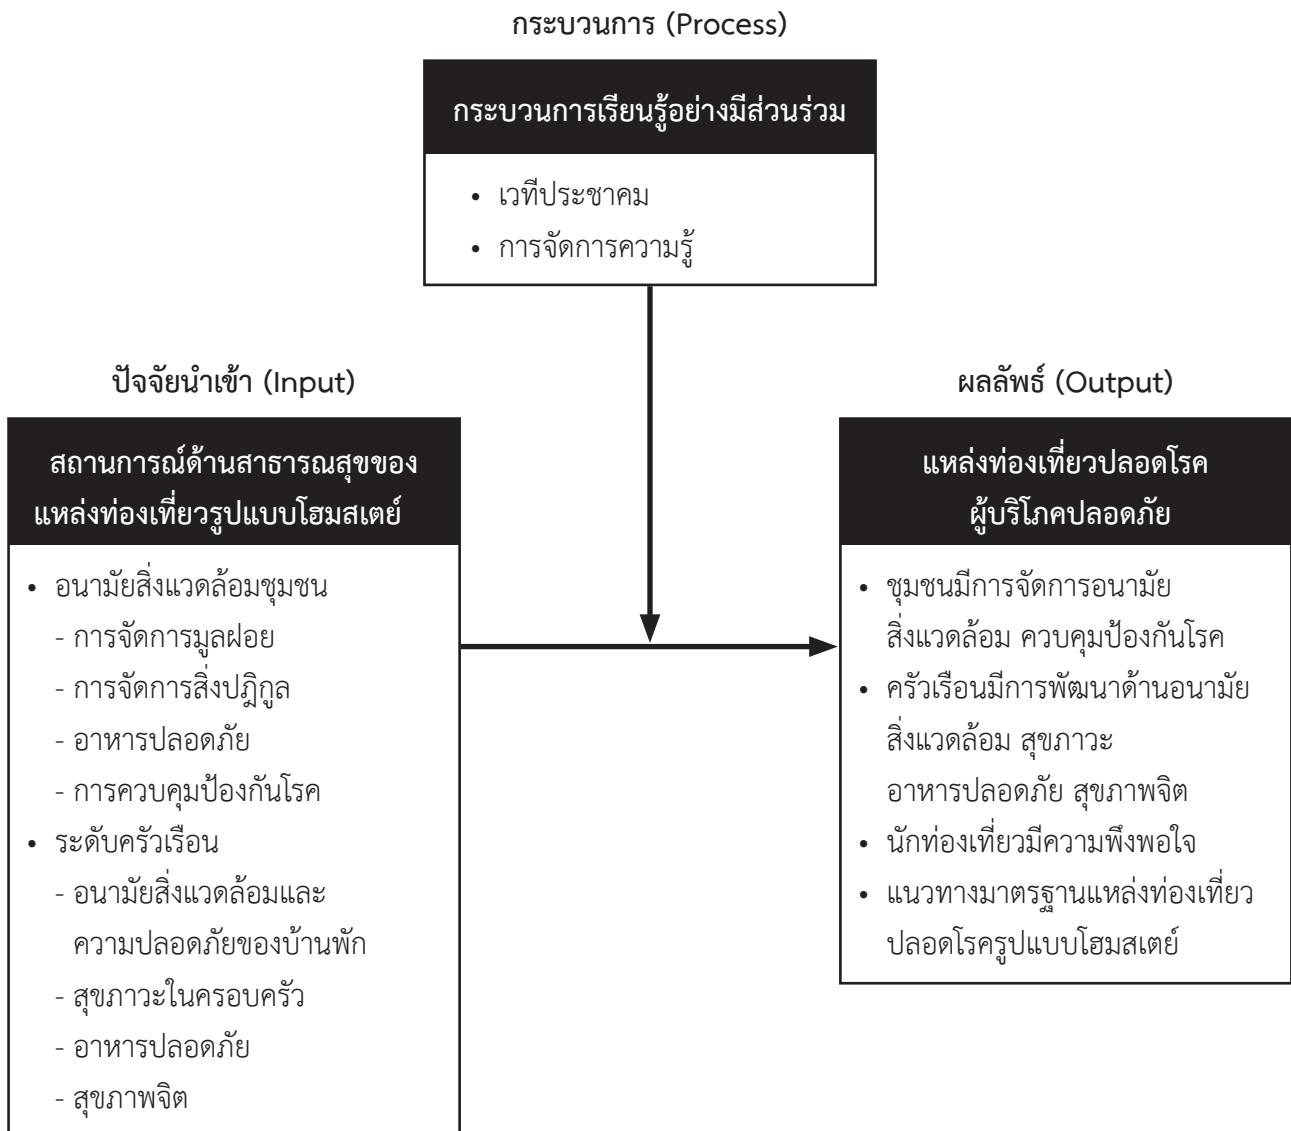 กระบวนการ (Process)
กระบวนการเรียนรู้อย่างมีส่วนร่วม
• เวทีประชาคม
• การจัดการความรู้
ปัจจัยนำเข้า (Input)
สถานการณ์ด้านสาธารณสุขของ
แหล่งท่องเที่ยวรูปแบบโฮมสเตย์
• อนามัยสิ่งแวดล้อมชุมชน
- การจัดการมูลฝอย
- การจัดการสิ่งปฏิกูล
- อาหารปลอดภัย
- การควบคุมป้องกันโรค
• ระดับครัวเรือน
- อนามัยสิ่งแวดล้อมและ
ความปลอดภัยของบ้านพัก
- สุขภาวะในครอบครัว
- อาหารปลอดภัย
- สุขภาพจิต
ผลลัพธ์ (Output)
แหล่งท่องเที่ยวปลอดโรค
ผู้บริโภคปลอดภัย
• ชุมชนมีการจัดการอนามัย
สิ่งแวดล้อม ควบคุมป้องกันโรค
• ครัวเรือนมีการพัฒนาด้านอนามัย
สิ่งแวดล้อม สุขภาวะ
อาหารปลอดภัย สุขภาพจิต
• นักท่องเที่ยวมีความพึงพอใจ
• แนวทางมาตรฐานแหล่งท่องเที่ยว
ปลอดโรครูปแบบโฮมสเตย์